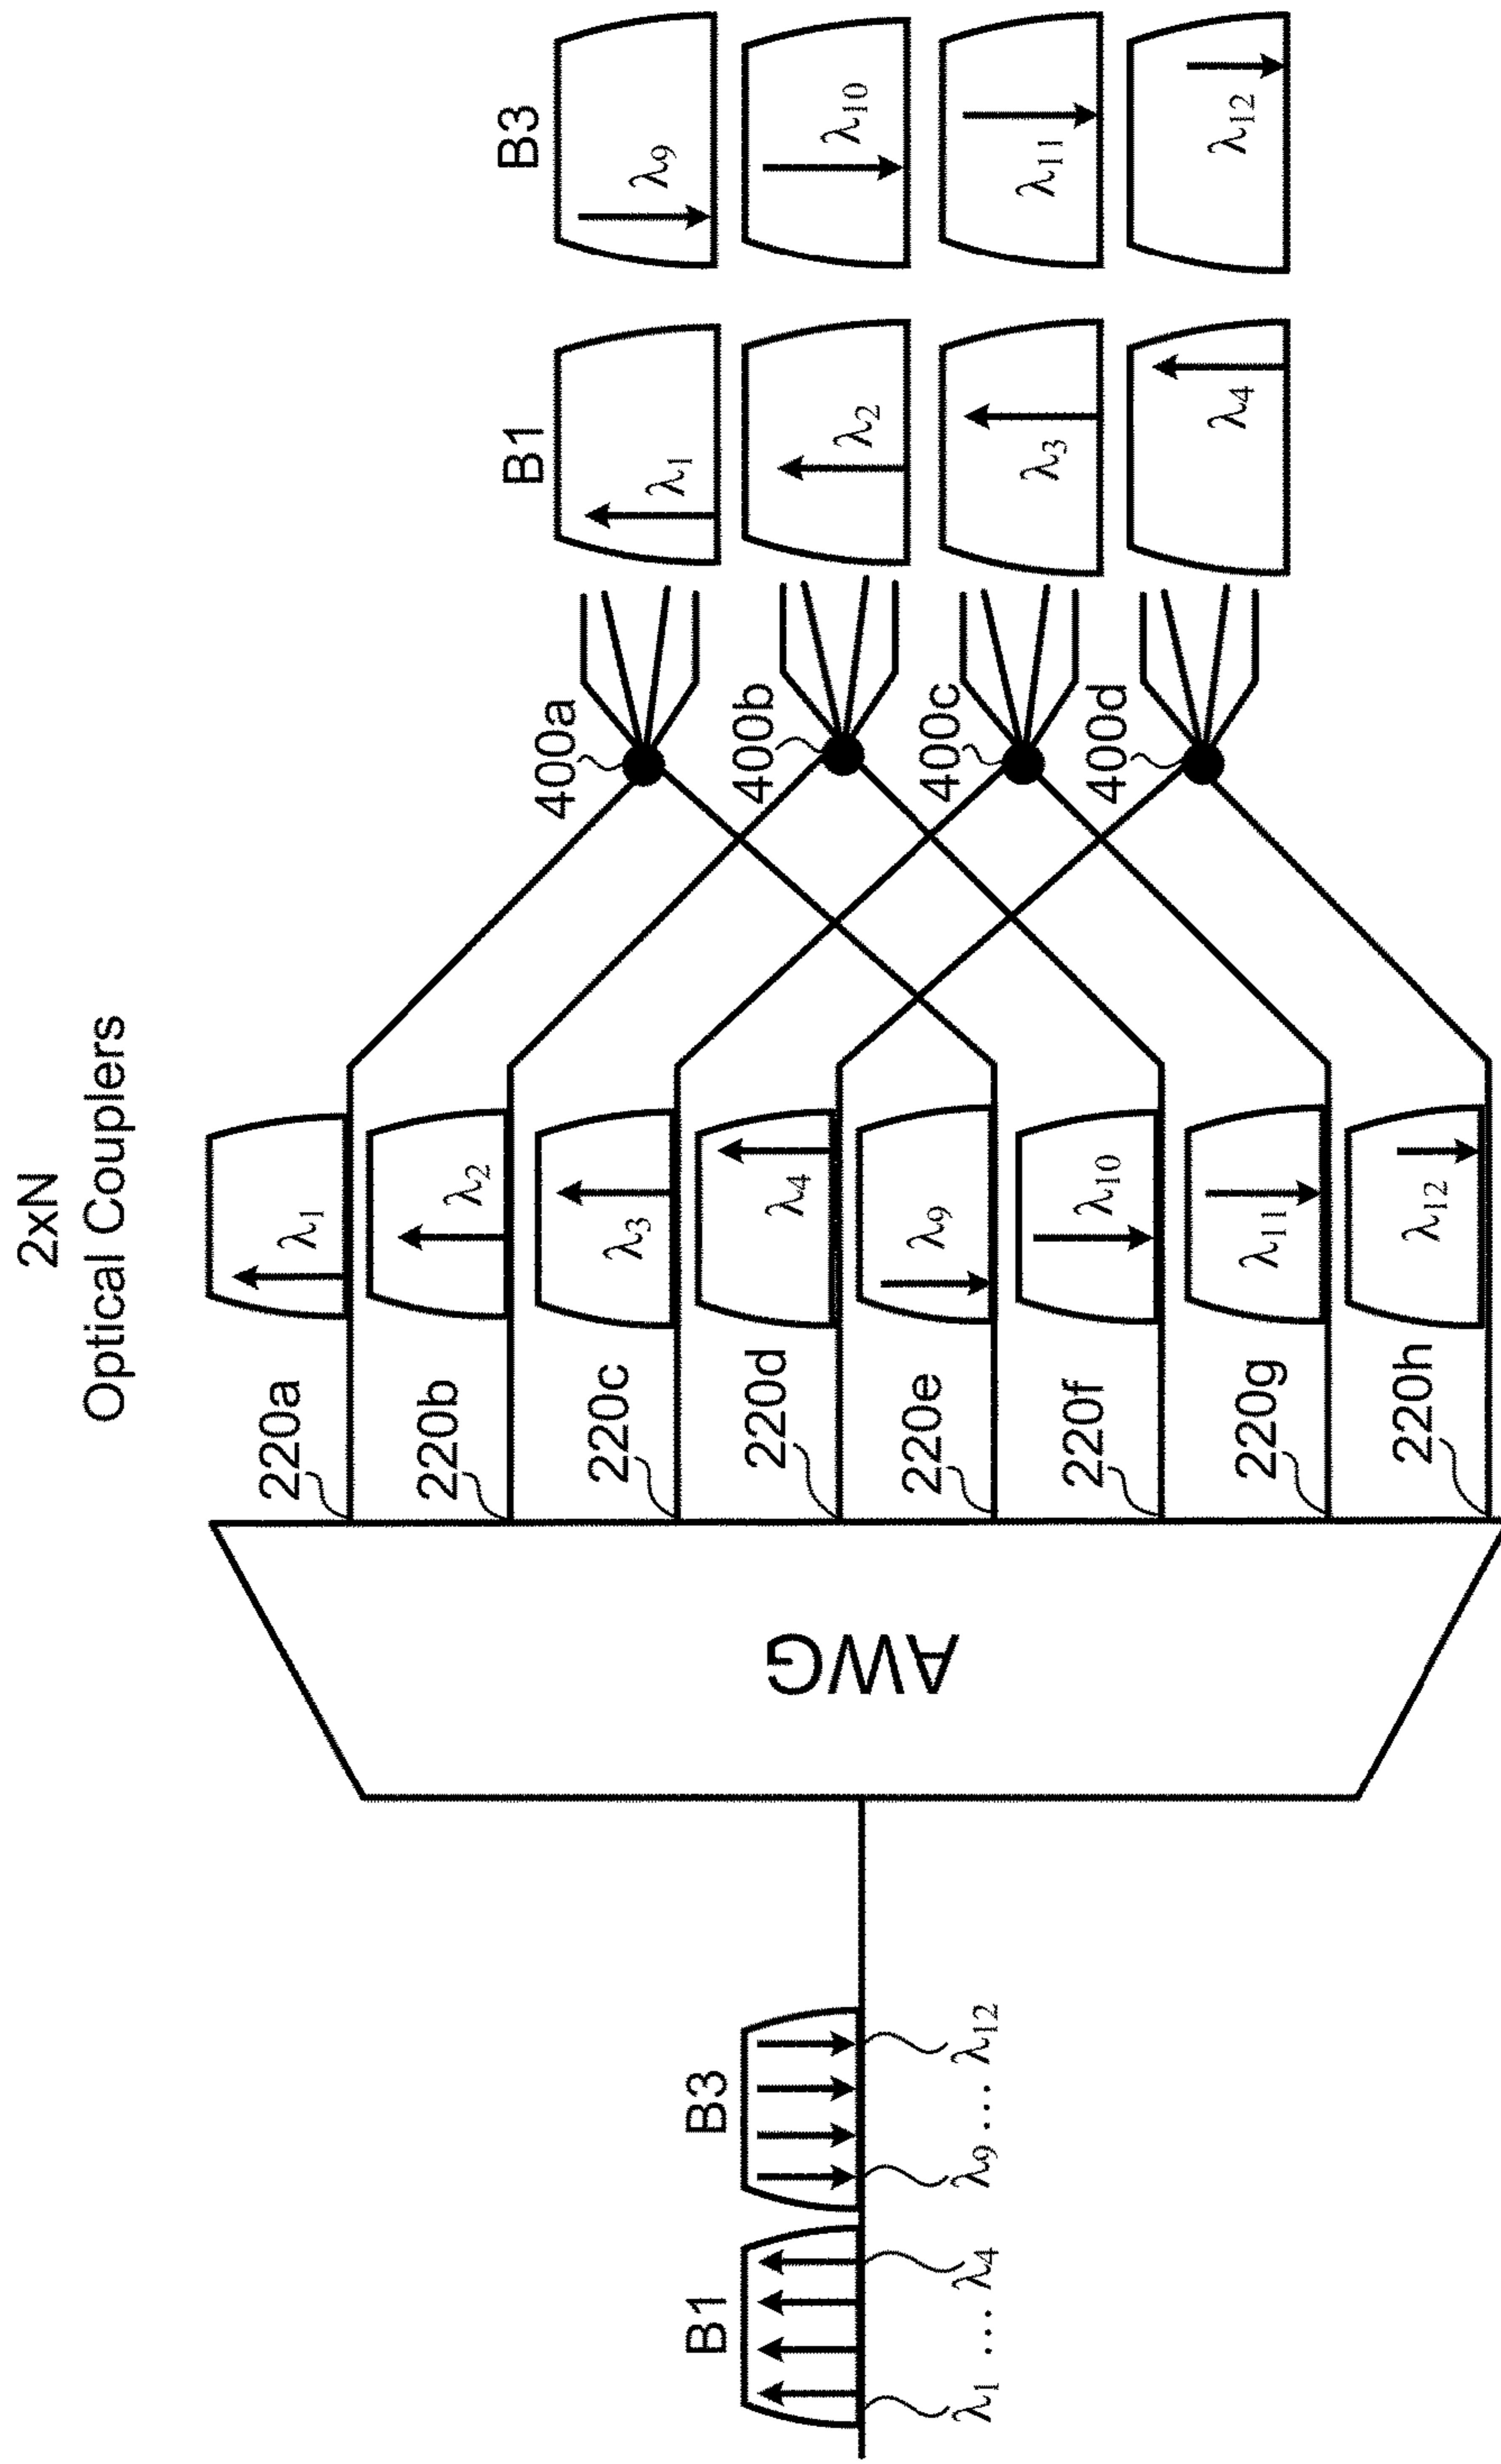 2xN
Optical Couplers
B1
B3
λ1 ... λ4
λ9 ... λ12
AWG
220a
λ1
220b
λ2
220c
λ3
220d
λ4
220e
λ9
220f
λ10
220g
λ11
220h
λ12
400a
400b
400c
400d
B1
B3
λ1
λ9
λ2
λ10
λ3
λ11
λ4
λ12